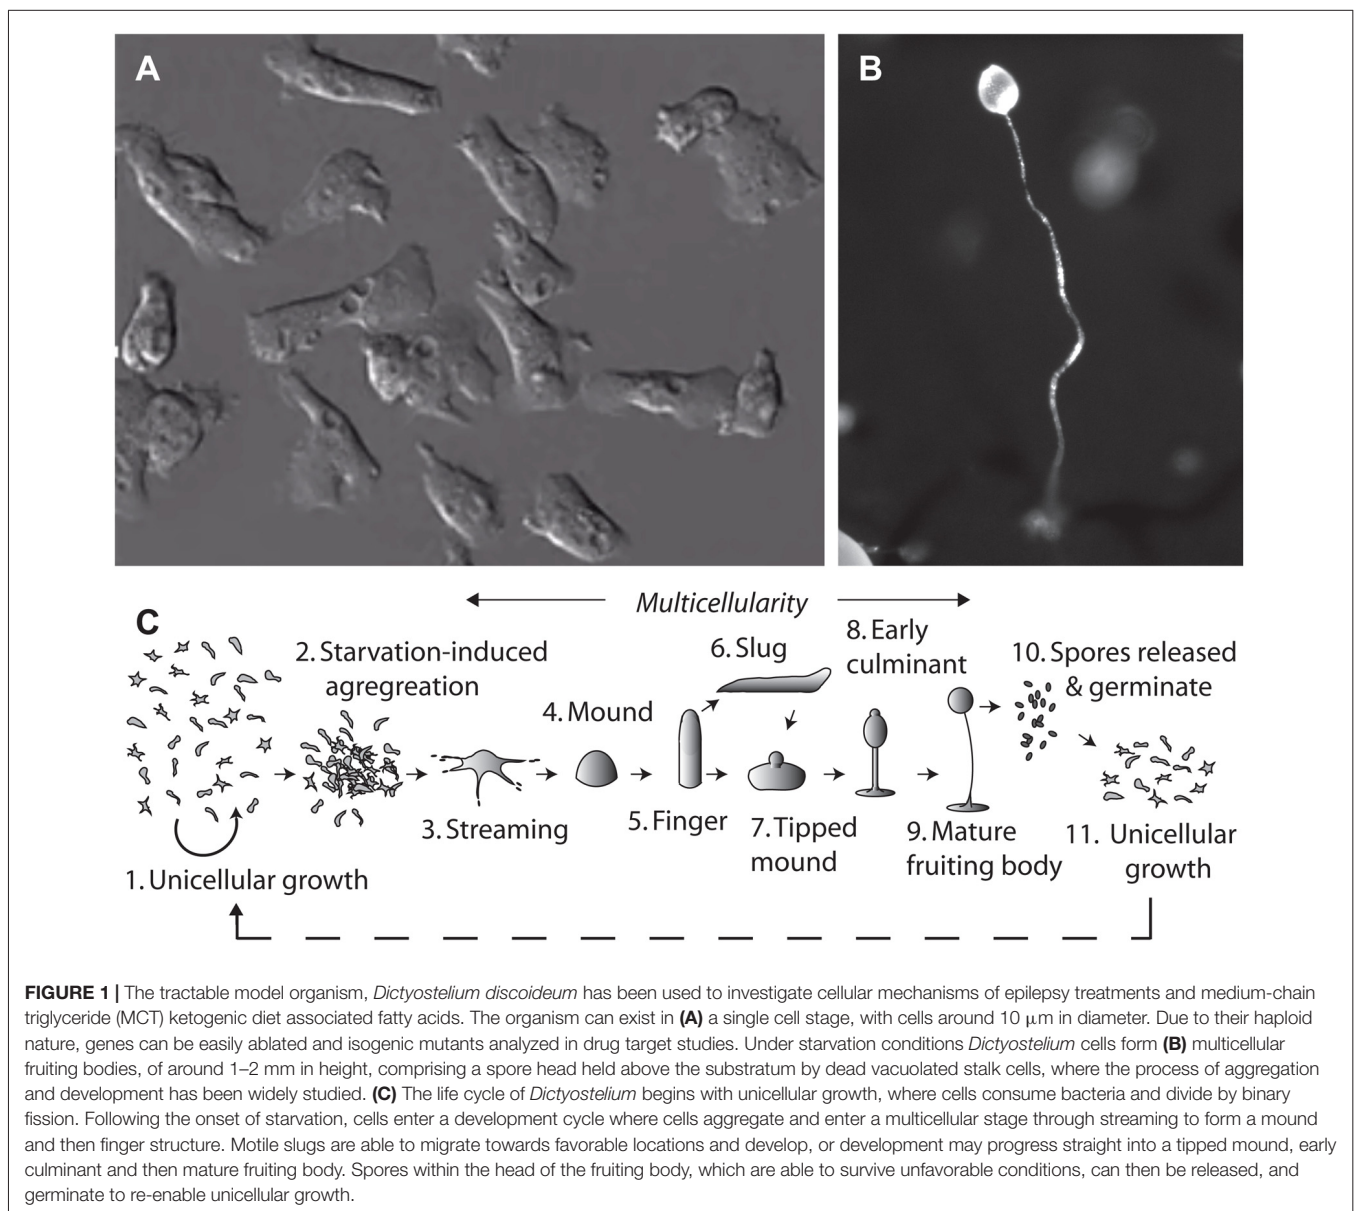 A
B
C
Multicellularity
2. Starvation-induced
agregreation
6. Slug
8. Early
culminant
10. Spores released
& germinate
4. Mound
3. Streaming
5. Finger
7. Tipped
mound
9. Mature
fruiting body
11. Unicellular
growth
1. Unicellular growth
FIGURE 1 | The tractable model organism, Dictyostelium discoideum has been used to investigate cellular mechanisms of epilepsy treatments and medium-chain
triglyceride (MCT) ketogenic diet associated fatty acids. The organism can exist in (A) a single cell stage, with cells around 10 μm in diameter. Due to their haploid
nature, genes can be easily ablated and isogenic mutants analyzed in drug target studies. Under starvation conditions Dictyostelium cells form (B) multicellular
fruiting bodies, of around 1–2 mm in height, comprising a spore head held above the substratum by dead vacuolated stalk cells, where the process of aggregation
and development has been widely studied. (C) The life cycle of Dictyostelium begins with unicellular growth, where cells consume bacteria and divide by binary
fission. Following the onset of starvation, cells enter a development cycle where cells aggregate and enter a multicellular stage through streaming to form a mound
and then finger structure. Motile slugs are able to migrate towards favorable locations and develop, or development may progress straight into a tipped mound, early
culminant and then mature fruiting body. Spores within the head of the fruiting body, which are able to survive unfavorable conditions, can then be released, and
germinate to re-enable unicellular growth.